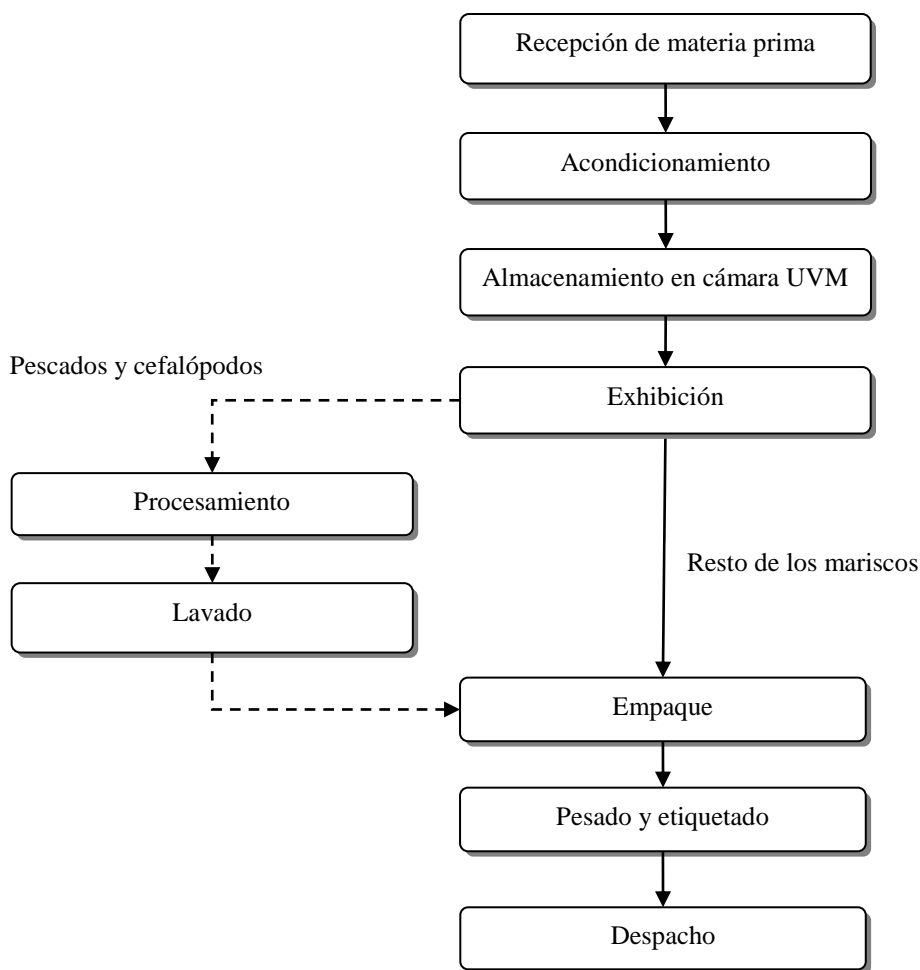 Recepción de materia prima
Acondicionamiento
Almacenamiento en cámara UVM
Pescados y cefalópodos
Exhibición
Procesamiento
Resto de los mariscos
Lavado
Empaque
Pesado y etiquetado
Despacho